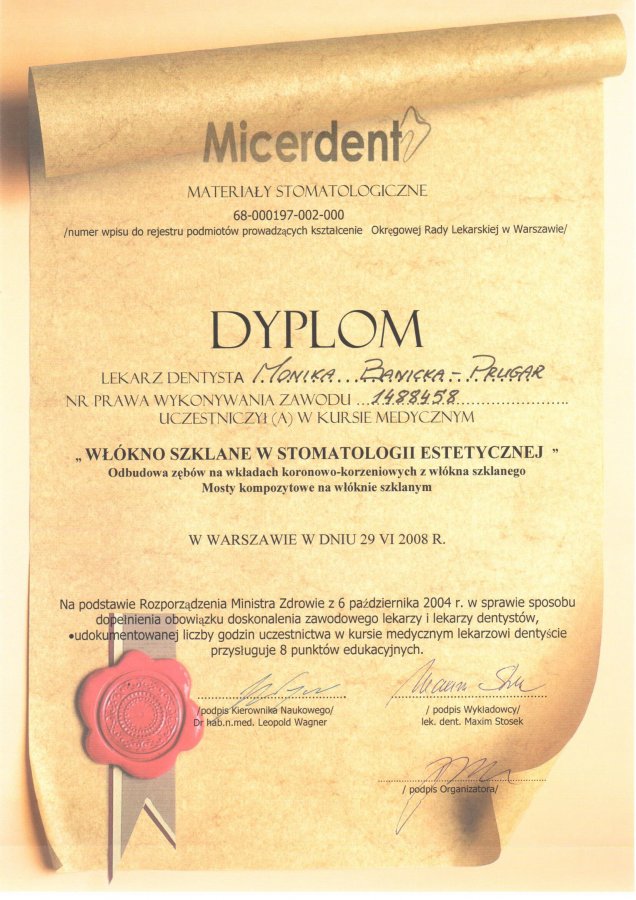 Micerdent
MATERIAŁY STOMATOLOGICZNE
68-000197-002-000
/numer wpisu do rejestru podmiotów prowadzących kształcenie Okręgowej Rady Lekarskiej w Warszawie/
DYPLOM
LEKARZ DENTYSTA MONIKA BANICKA-PRUGAR
NR PRAWA WYKONYWANIA ZAWODU ...1488458......................
UCZESTNICZYŁ (A) W KURSIE MEDYCZNYM
„ WŁÓKNO SZKLANE W STOMATOLOGII ESTETYCZNEJ ”
Odbudowa zębów na wkładach koronowo-korzeniowych z włókna szklanego
Mosty kompozytowe na włóknie szklanym
W WARSZAWIE W DNIU 29 VI 2008 R.
Na podstawie Rozporządzenia Ministra Zdrowie z 6 października 2004 r. w sprawie sposobu
dopełnienia obowiązku doskonalenia zawodowego lekarzy i lekarzy dentystów,
•udokumentowanej liczby godzin uczestnictwa w kursie medycznym lekarzowi dentyście
przysługuje 8 punktów edukacyjnych.
/podpis Kierownika Naukowego/
Dr hab.n.med. Leopold Wagner
/ podpis Wykładowcy/
lek. dent. Maxim Stosek
/ podpis Organizatora/